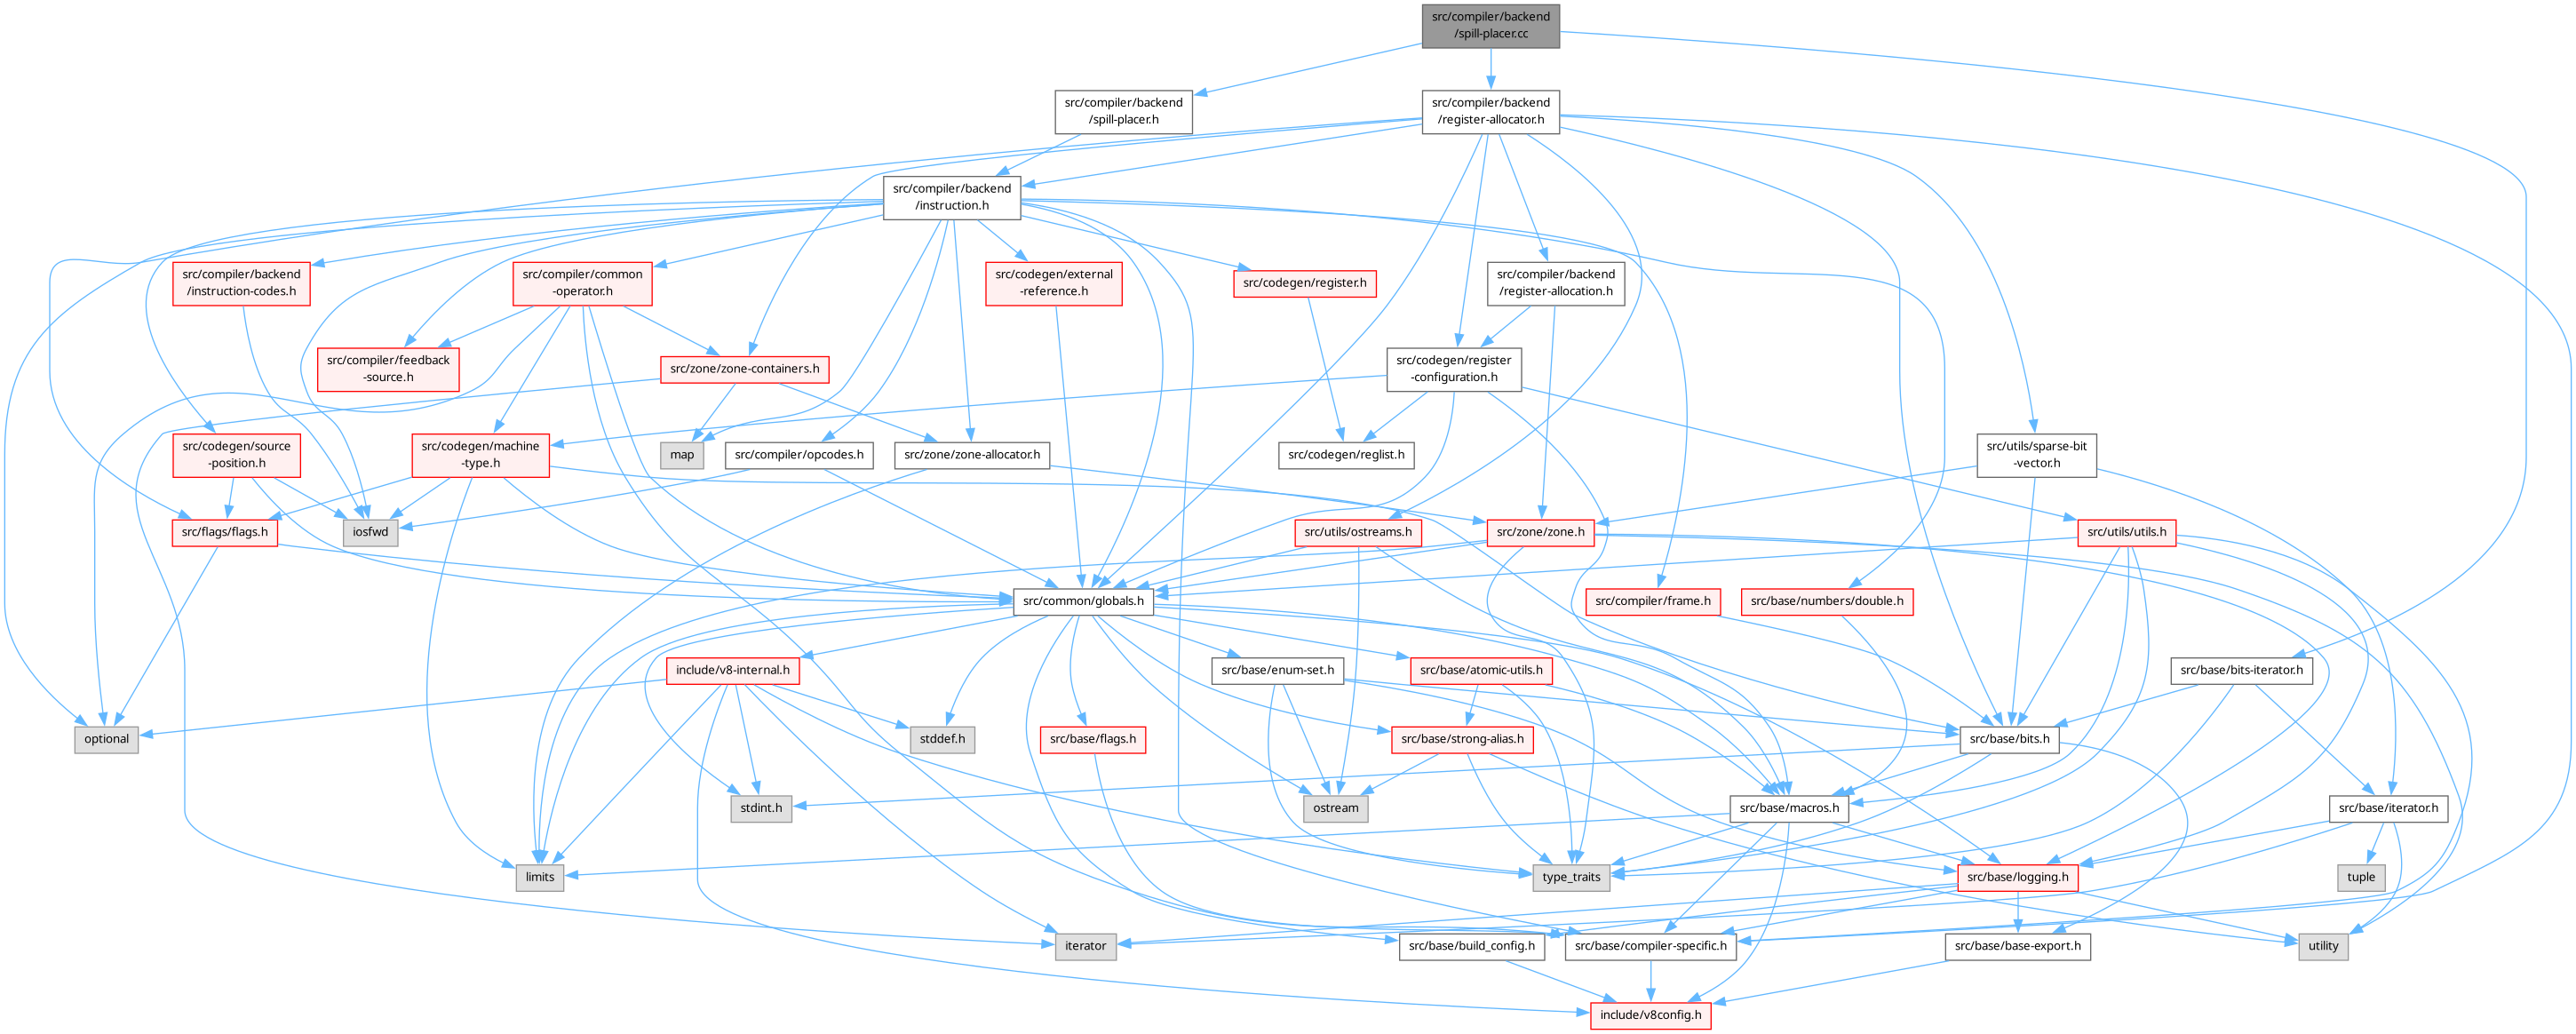 src/compiler/backend
/spill-placer.cc
src/compiler/backend
/spill-placer.h
src/compiler/backend
/register-allocator.h
src/compiler/backend
/instruction.h
src/compiler/backend
/instruction-codes.h
src/compiler/common
-operator.h
src/codegen/external
-reference.h
src/codegen/register.h
src/compiler/backend
/register-allocation.h
src/compiler/feedback
-source.h
src/zone/zone-containers.h
src/codegen/register
-configuration.h
src/codegen/source
-position.h
src/codegen/machine
-type.h
map
src/compiler/opcodes.h
src/zone/zone-allocator.h
src/codegen/reglist.h
src/utils/sparse-bit
-vector.h
src/flags/flags.h
iosfwd
src/utils/ostreams.h
src/zone/zone.h
src/utils/utils.h
src/common/globals.h
src/compiler/frame.h
src/base/numbers/double.h
include/v8-internal.h
src/base/enum-set.h
src/base/atomic-utils.h
src/base/bits-iterator.h
optional
stddef.h
src/base/flags.h
src/base/strong-alias.h
src/base/bits.h
stdint.h
ostream
src/base/macros.h
src/base/iterator.h
limits
type_traits
src/base/logging.h
tuple
iterator
src/base/build_config.h
src/base/compiler-specific.h
src/base/base-export.h
utility
include/v8config.h